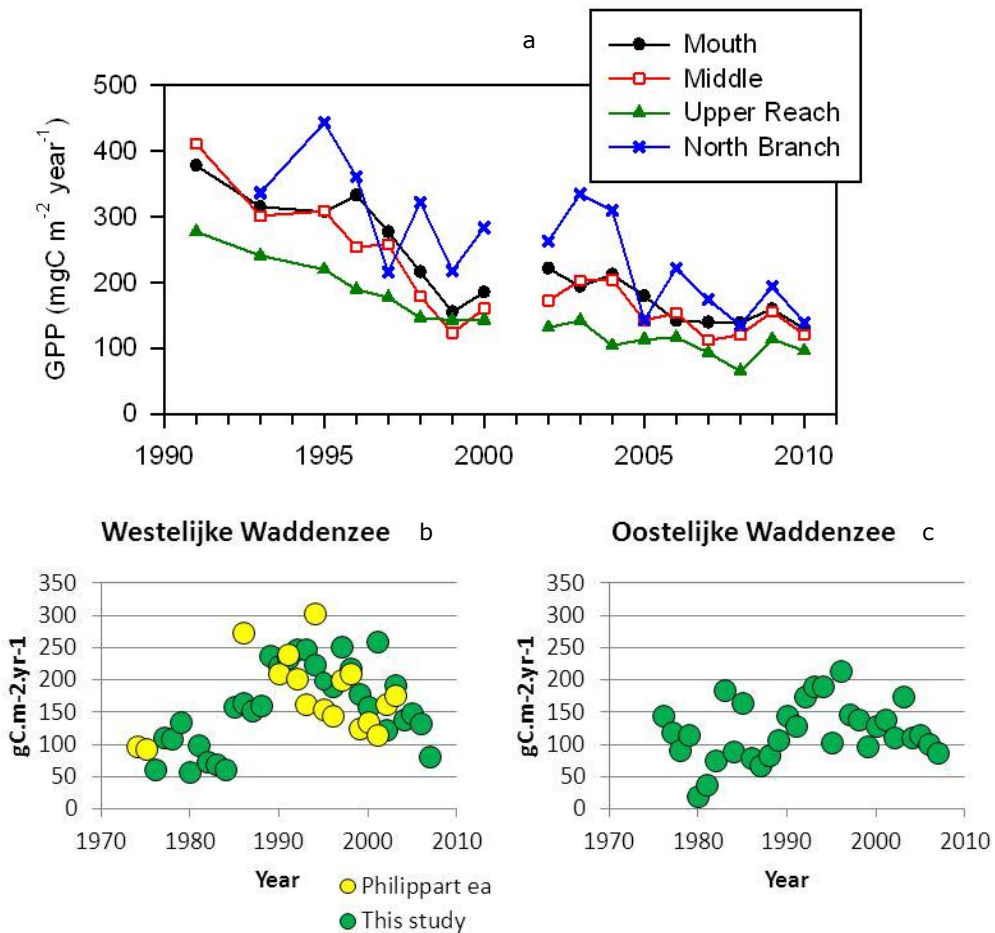 a
Mouth
Middle
Upper Reach
North Branch
GPP (mgC m⁻² year⁻¹)
500
400
300
200
100
0
1990 1995 2000 2005 2010
Westelijke Waddenzee b
gC.m-2.yr-1
350
300
250
200
150
100
50
0
1970 1980 1990 2000 2010
Year
Philippart ea
This study
Oostelijke Waddenzee c
gC.m-2.yr-1
350
300
250
200
150
100
50
0
1970 1980 1990 2000 2010
Year